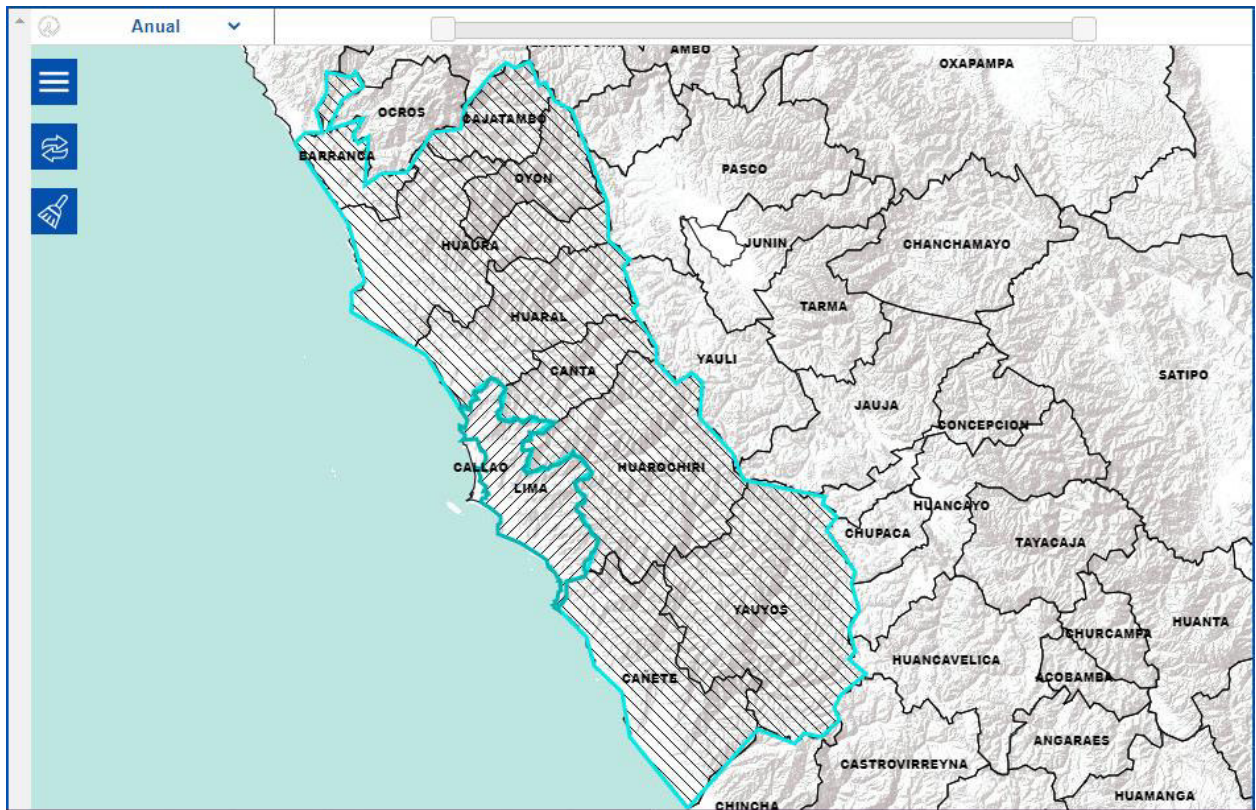 Anual
AMBO
OXAPAMPA
OCROS
CAJATAMBO
BARRANCA
PASCO
OYON
HUAURA
JUNIN
CHANCHAMAYO
TARMA
HUARAL
YAULI
CANTA
SATIPO
JAUJA
CONCEPCION
CALLAO
HUAROCHIRI
LIMA
HUANCAYO
CHUPACA
TAYACAJA
YAUYOS
HUANTA
CHURCAMPA
HUANCAVELICA
CAÑETE
ACOBAMBA
ANGARAES
CASTROVIRREYNA
HUAMANGA
CHINCHA